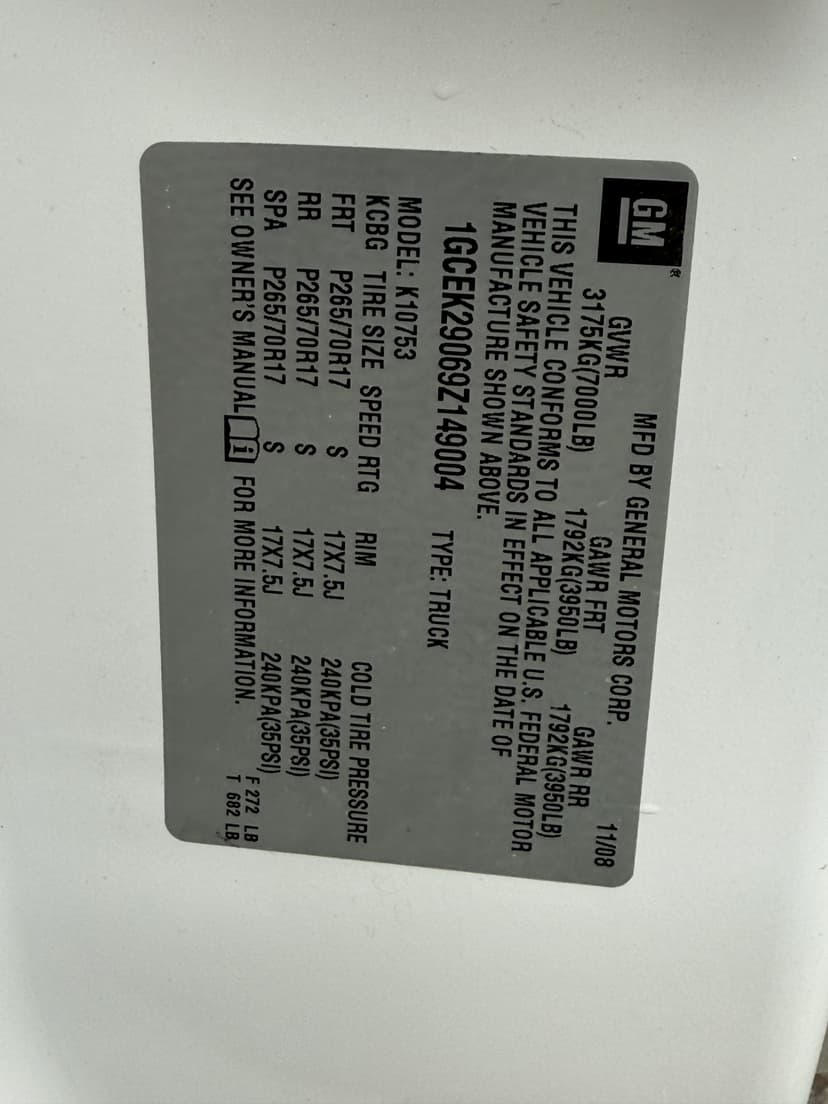 GM ®
MFD BY GENERAL MOTORS CORP. 11/08
GVWR GAWR FRT GAWR RR
3175KG(7000LB) 1792KG(3950LB) 1792KG(3950LB)
THIS VEHICLE CONFORMS TO ALL APPLICABLE U.S. FEDERAL MOTOR
VEHICLE SAFETY STANDARDS IN EFFECT ON THE DATE OF
MANUFACTURE SHOWN ABOVE.
1GCEK29069Z149004 TYPE: TRUCK
MODEL: K10753
KCBG TIRE SIZE SPEED RTG RIM COLD TIRE PRESSURE
FRT P265/70R17 S 17X7.5J 240KPA(35PSI)
RR P265/70R17 S 17X7.5J 240KPA(35PSI)
SPA P265/70R17 S 17X7.5J 240KPA(35PSI)
SEE OWNER'S MANUAL i FOR MORE INFORMATION.
F 272 LB
T 682 LB